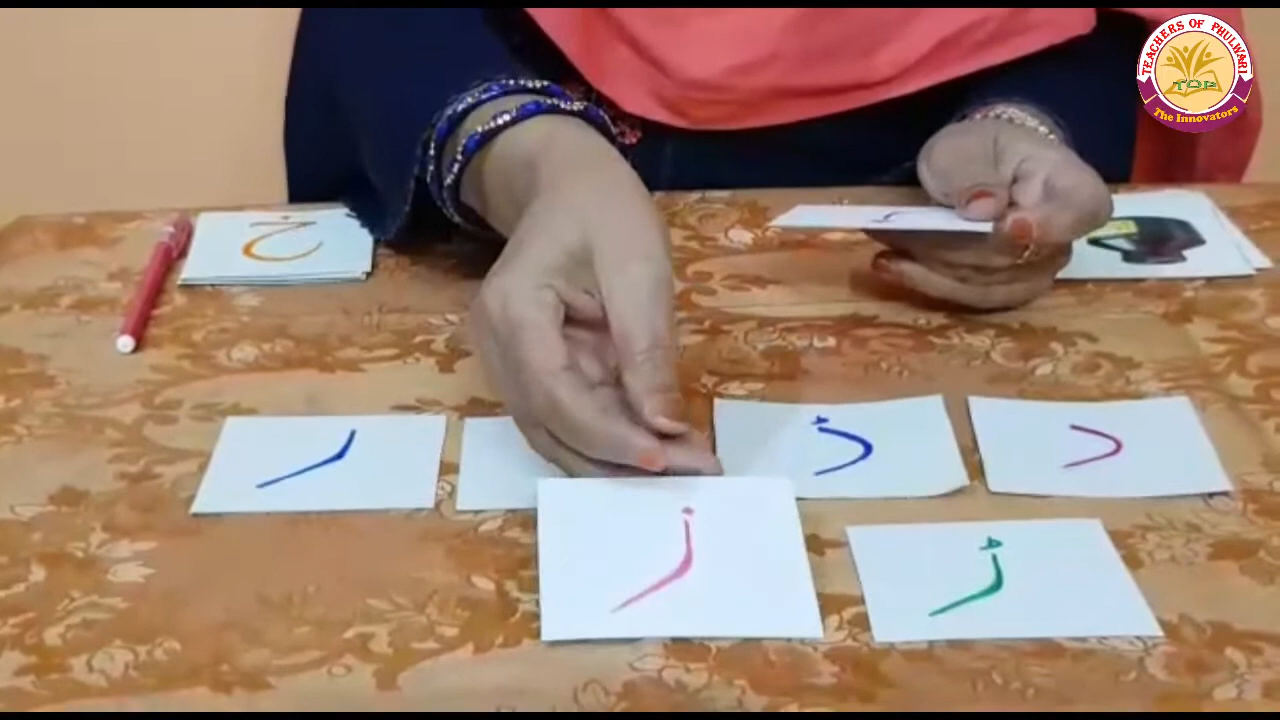 TEACHERS OF PHULWARI
TOP
The Innovators
خ
د
ڈ
ر
ڑ
ز